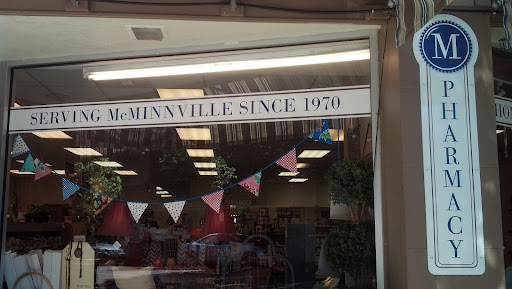 SERVING McMINNVILLE SINCE 1970
M
PHARMACY